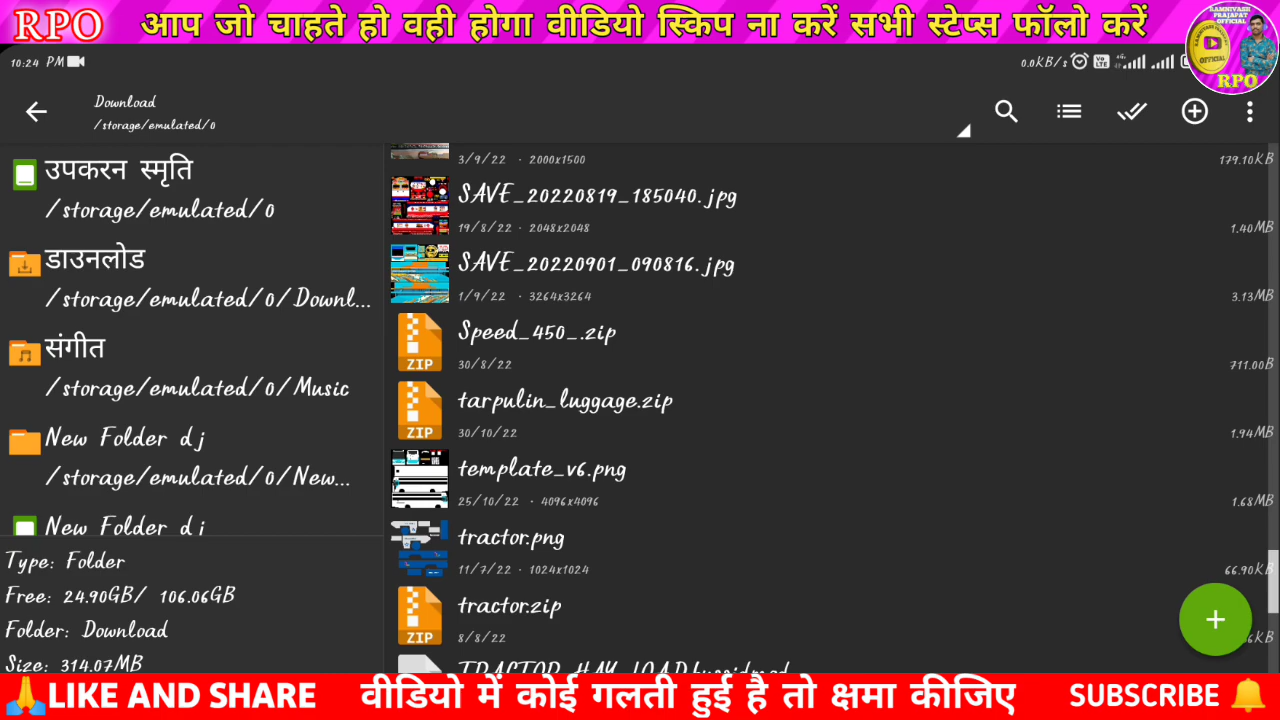 RPO आप जो चाहते हो वही होगा वीडियो स्किप ना करें सभी स्टेप्स फॉलो करें
RAMNIVASH PRAJAPAT OFFICIAL
OFFICIAL
RPO
10:24 PM
0.0KB/s
Download
/storage/emulated/0
उपकरन स्मृति
/storage/emulated/0
डाउनलोड
/storage/emulated/0/Downl...
संगीत
/storage/emulated/0/Music
New Folder dj
/storage/emulated/0/New...
New Folder dj
Type: Folder
Free: 24.90GB/ 106.06GB
Folder: Download
Size: 314.07MB
3/9/22 · 2000x1500 179.10KB
SAVE_20220819_185040.jpg
19/8/22 · 2048x2048 1.40MB
SAVE_20220901_090816.jpg
1/9/22 · 3264x3264 3.13MB
ZIP
Speed_450_.zip
30/8/22 711.00B
ZIP
tarpulin_luggage.zip
30/10/22 1.94MB
template_v6.png
25/10/22 · 4096x4096 1.68MB
tractor.png
11/7/22 · 1024x1024 66.90KB
ZIP
tractor.zip
8/8/22
LIKE AND SHARE वीडियो में कोई गलती हुई है तो क्षमा कीजिए SUBSCRIBE